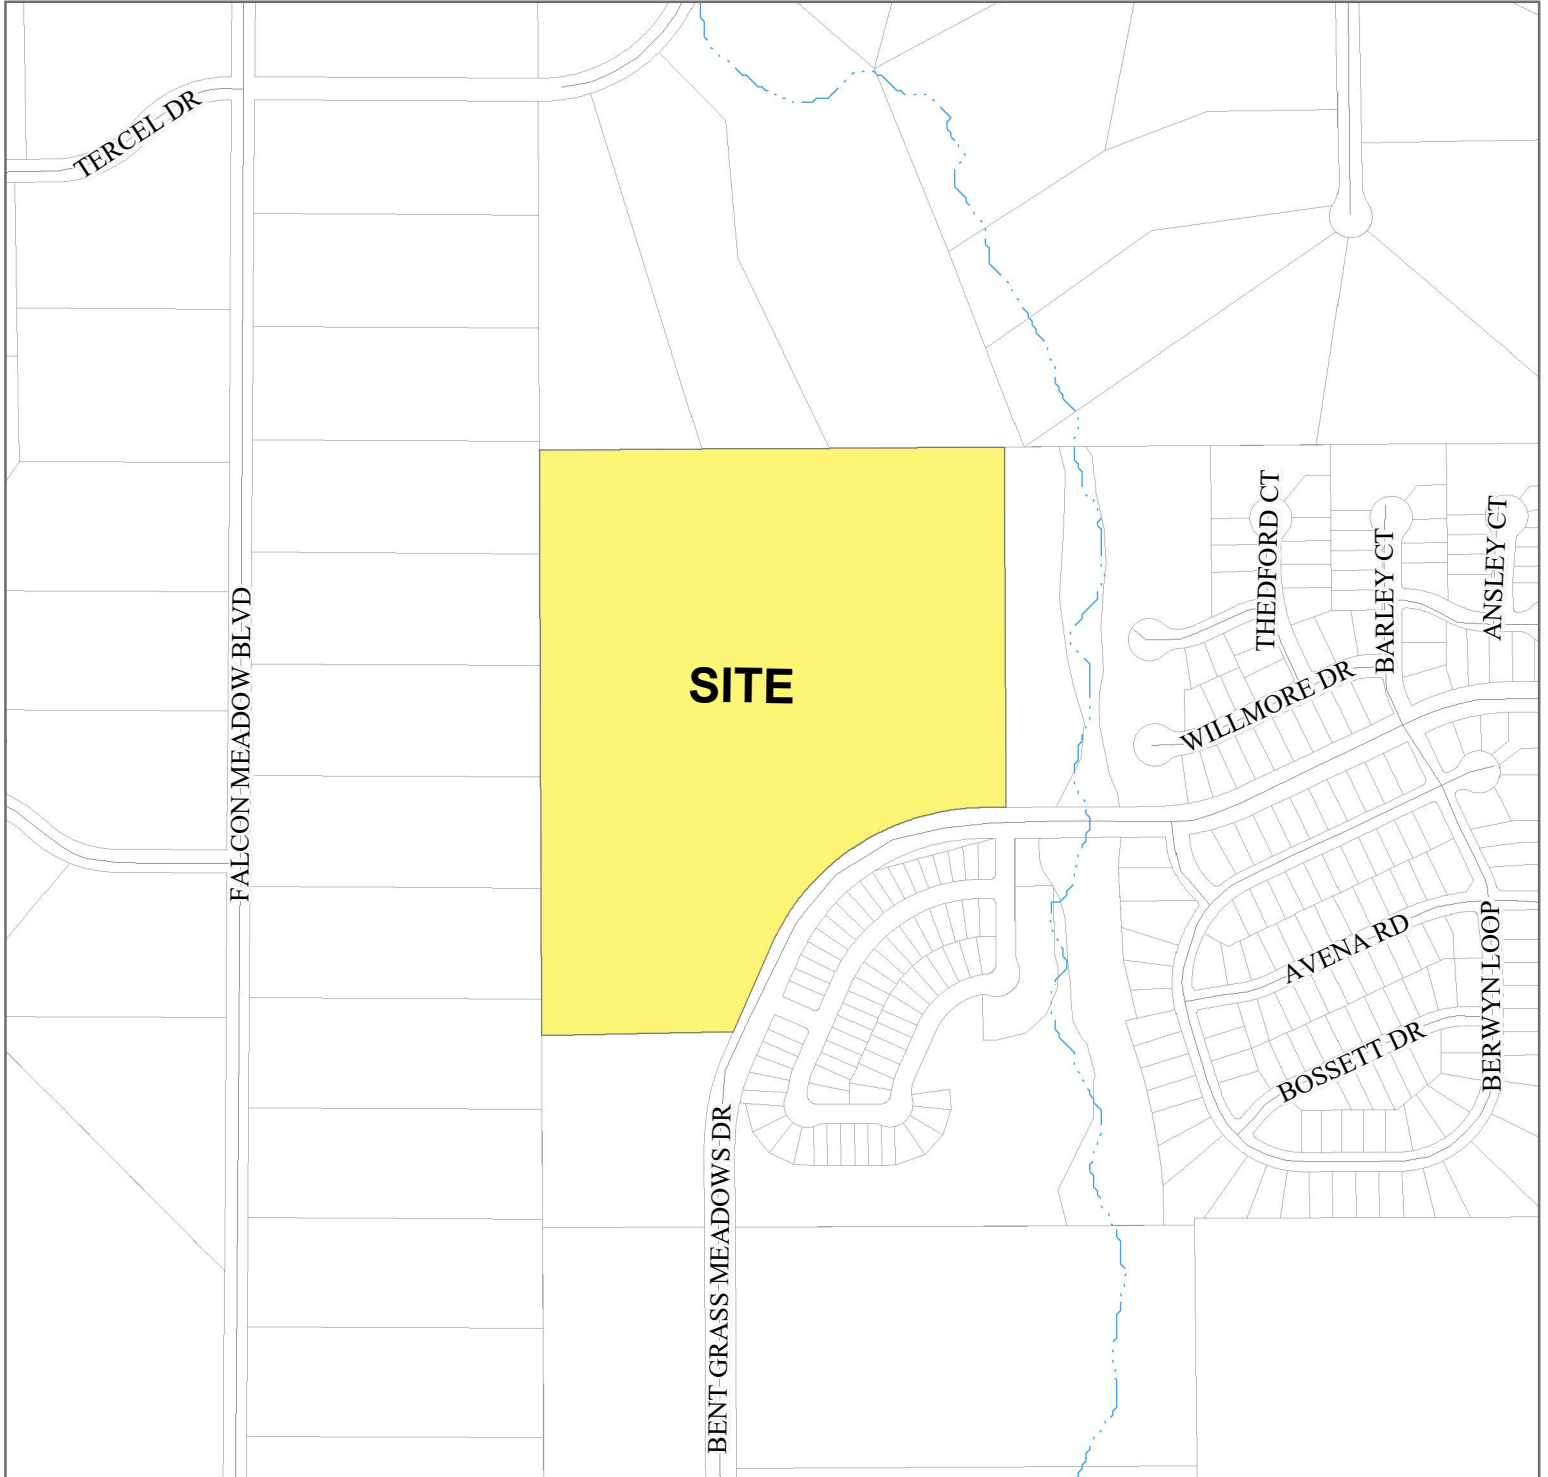 TERCEL DR
FALCON MEADOW BLVD
SITE
THEDFORD CT
BARLEY CT
ANSLEY CT
WILLMORE DR
AVENA RD
BERWYN LOOP
BOSSETT DR
BENT GRASS MEADOWS DR